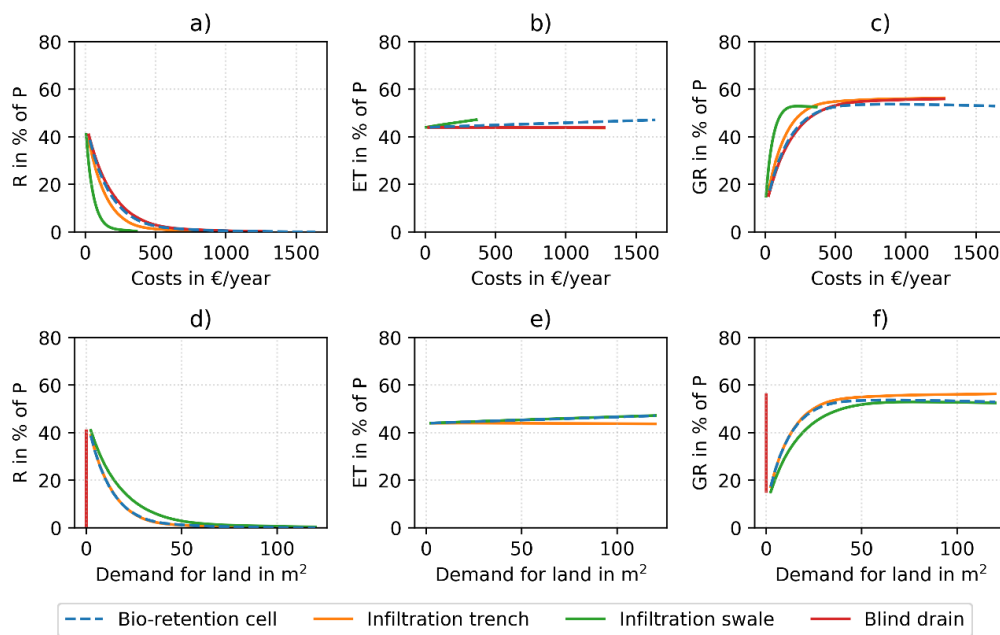 a)
b)
c)
80
60
40
20
0
R in % of P
0 500 1000 1500
Costs in €/year
80
60
40
20
0
ET in % of P
0 500 1000 1500
Costs in €/year
80
60
40
20
0
GR in % of P
0 500 1000 1500
Costs in €/year
d)
e)
f)
80
60
40
20
0
R in % of P
0 50 100
Demand for land in m²
80
60
40
20
0
ET in % of P
0 50 100
Demand for land in m²
80
60
40
20
0
GR in % of P
0 50 100
Demand for land in m²
Bio-retention cell Infiltration trench Infiltration swale Blind drain